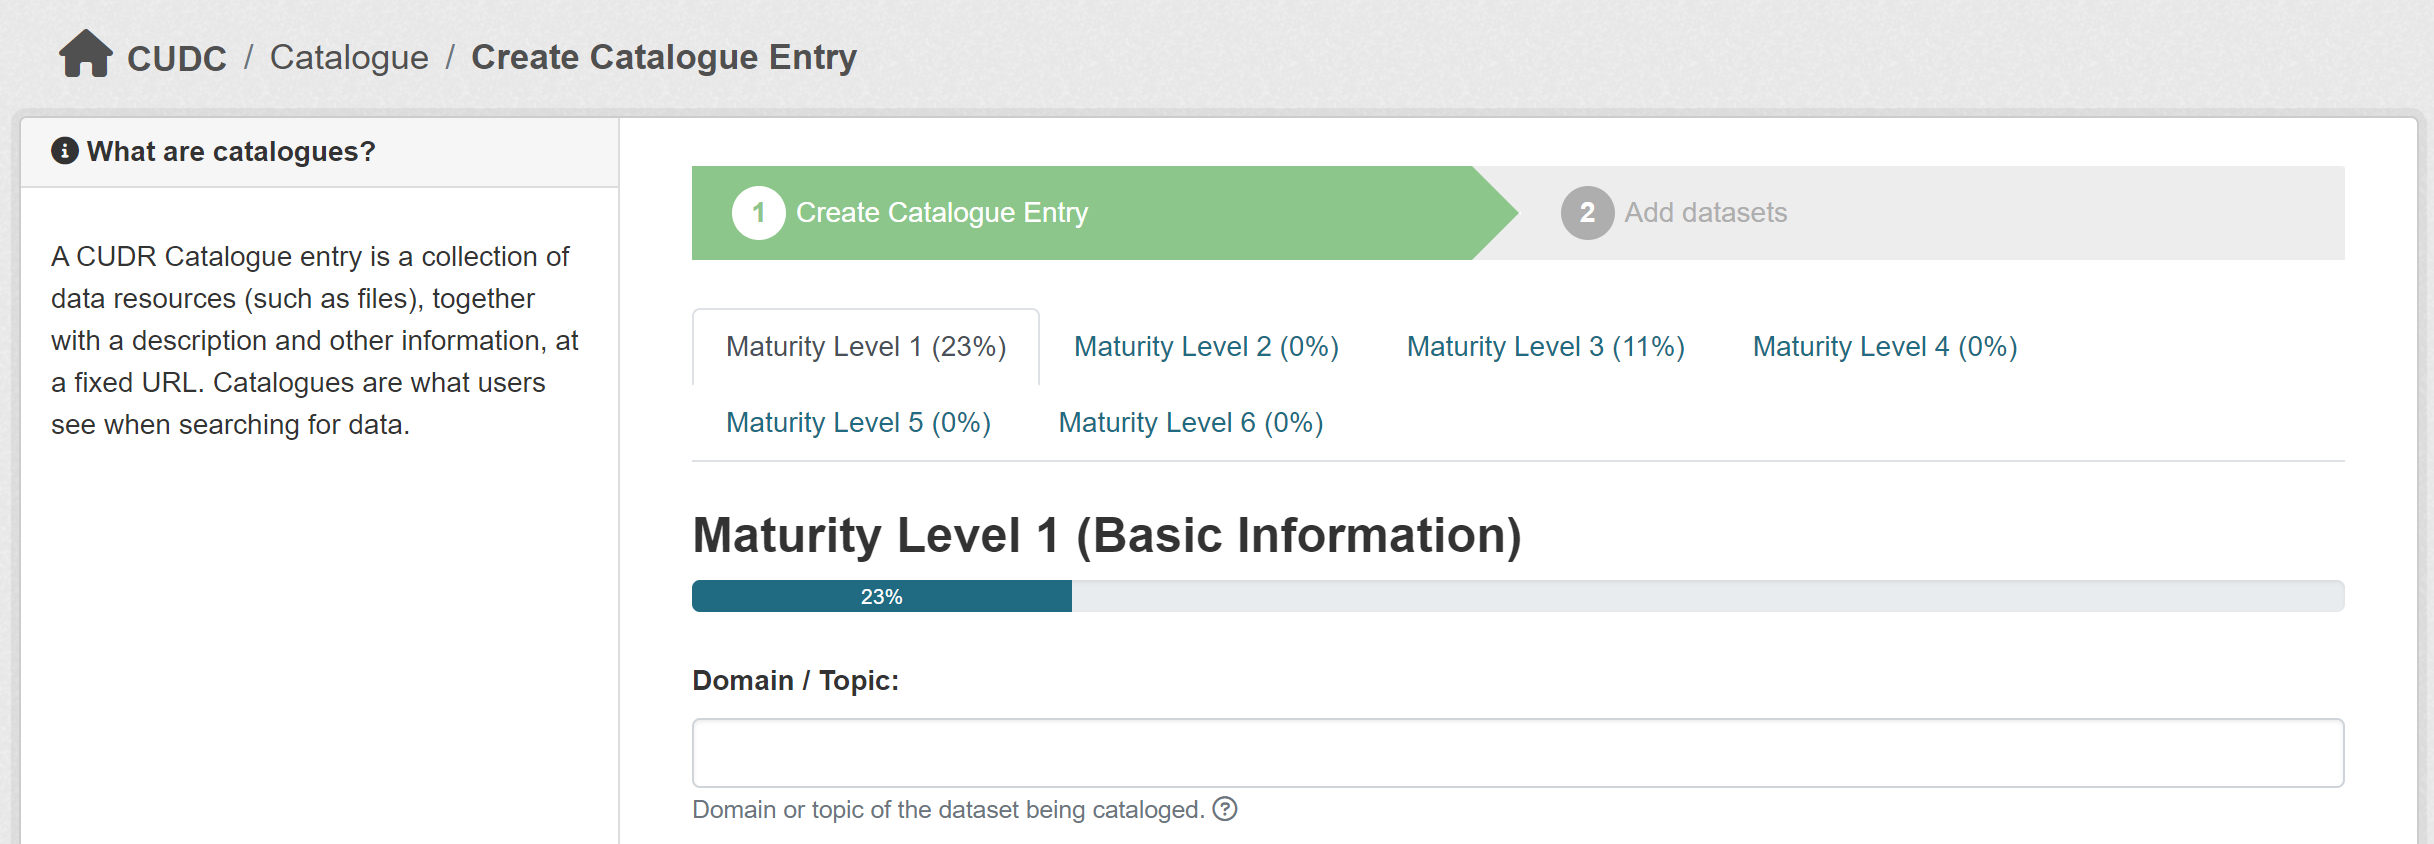 CUDC / Catalogue / Create Catalogue Entry
What are catalogues?
A CUDR Catalogue entry is a collection of
data resources (such as files), together
with a description and other information, at
a fixed URL. Catalogues are what users
see when searching for data.
1 Create Catalogue Entry
2 Add datasets
Maturity Level 1 (23%) Maturity Level 2 (0%) Maturity Level 3 (11%) Maturity Level 4 (0%)
Maturity Level 5 (0%) Maturity Level 6 (0%)
Maturity Level 1 (Basic Information)
23%
Domain / Topic:
Domain or topic of the dataset being cataloged.